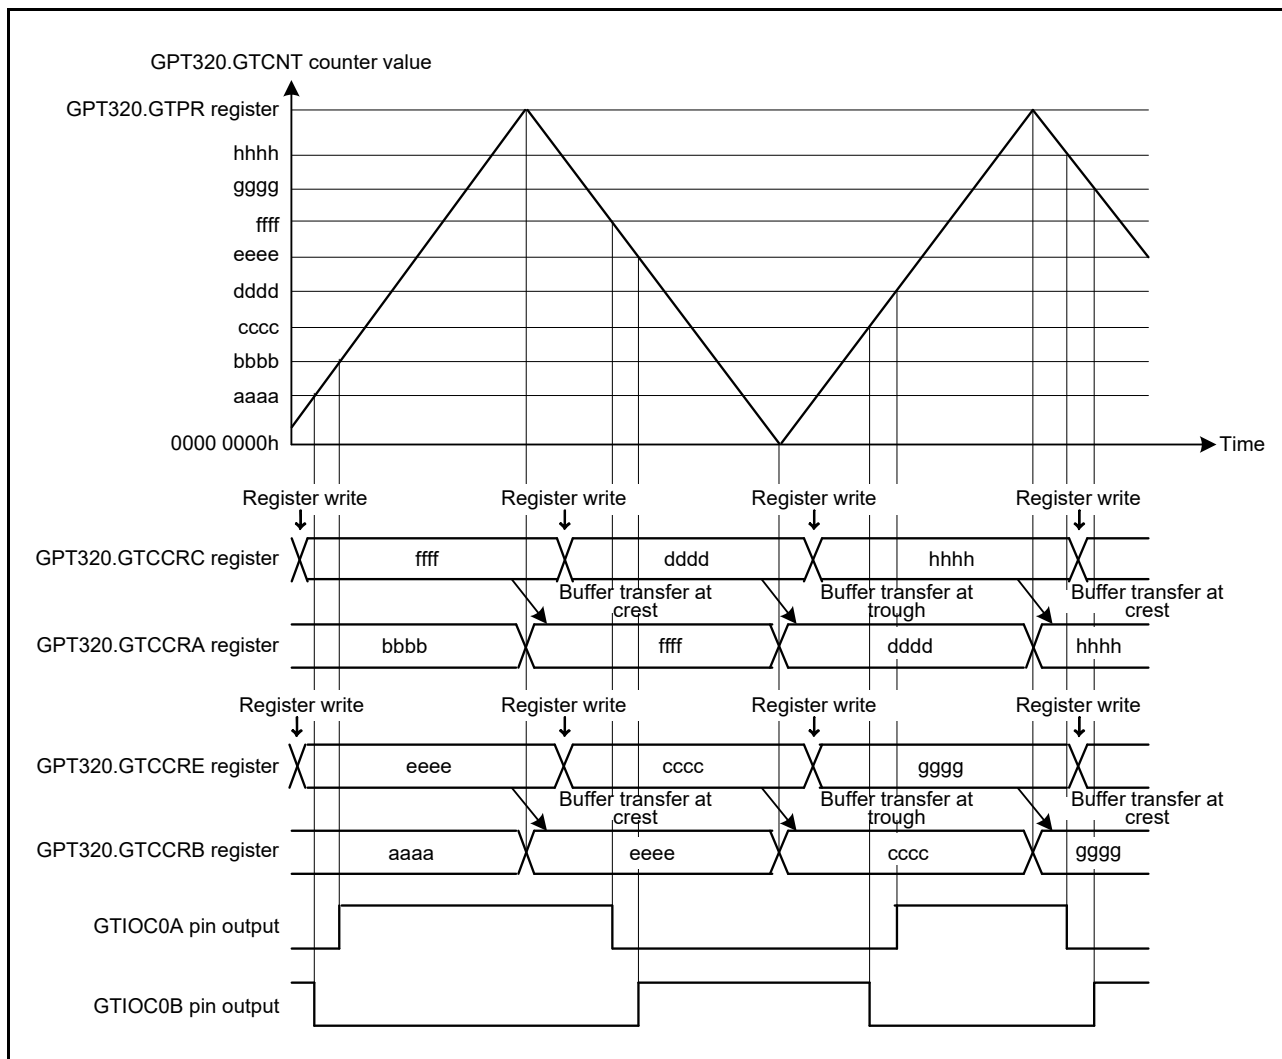 GPT320.GTCNT counter value
GPT320.GTPR register
hhhh
gggg
ffff
eeee
dddd
cccc
bbbb
aaaa
0000 0000h
Time
Register write Register write Register write Register write
GPT320.GTCCRC register ffff dddd hhhh
Buffer transfer at Buffer transfer at Buffer transfer at
crest trough crest
GPT320.GTCCRA register bbbb ffff dddd hhhh
Register write Register write Register write Register write
GPT320.GTCCRE register eeee cccc gggg
Buffer transfer at Buffer transfer at Buffer transfer at
crest trough crest
GPT320.GTCCRB register aaaa eeee cccc gggg
GTIOC0A pin output
GTIOC0B pin output